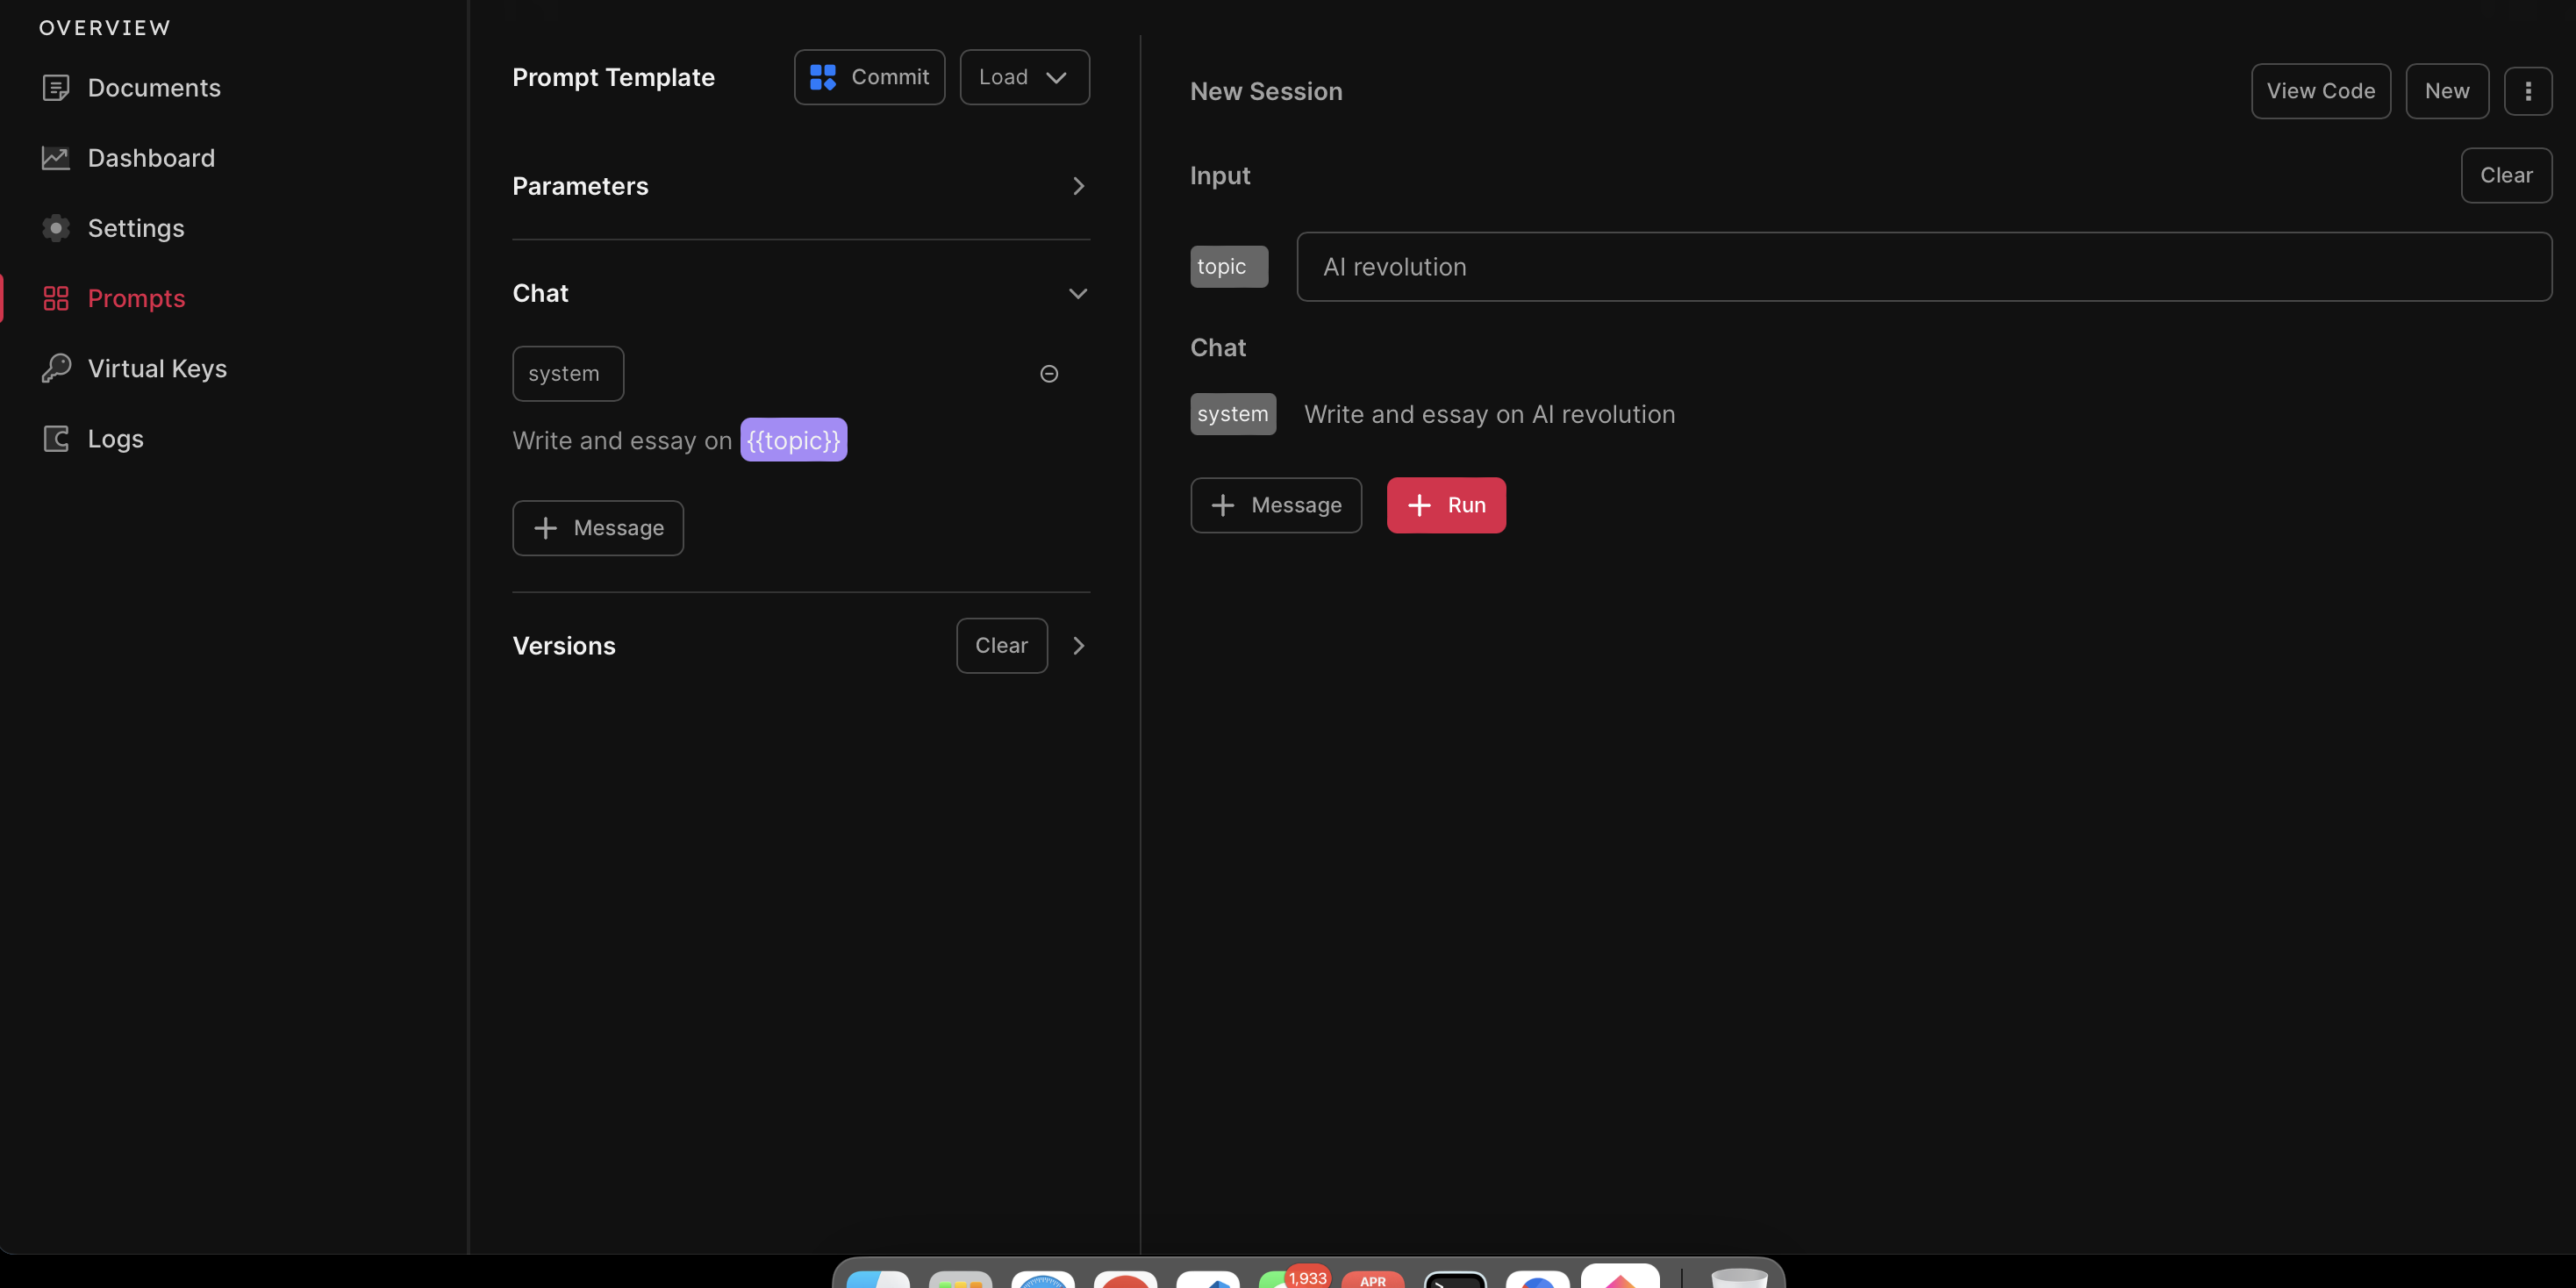 OVERVIEW
Documents
Dashboard
Settings
Prompts
Virtual Keys
Logs
Prompt Template
Commit
Load
Parameters
Chat
system
Write and essay on {{topic}}
Message
Versions
Clear
New Session
View Code
New
Input
Clear
topic
AI revolution
Chat
system
Write and essay on AI revolution
Message
Run
1,933
APR